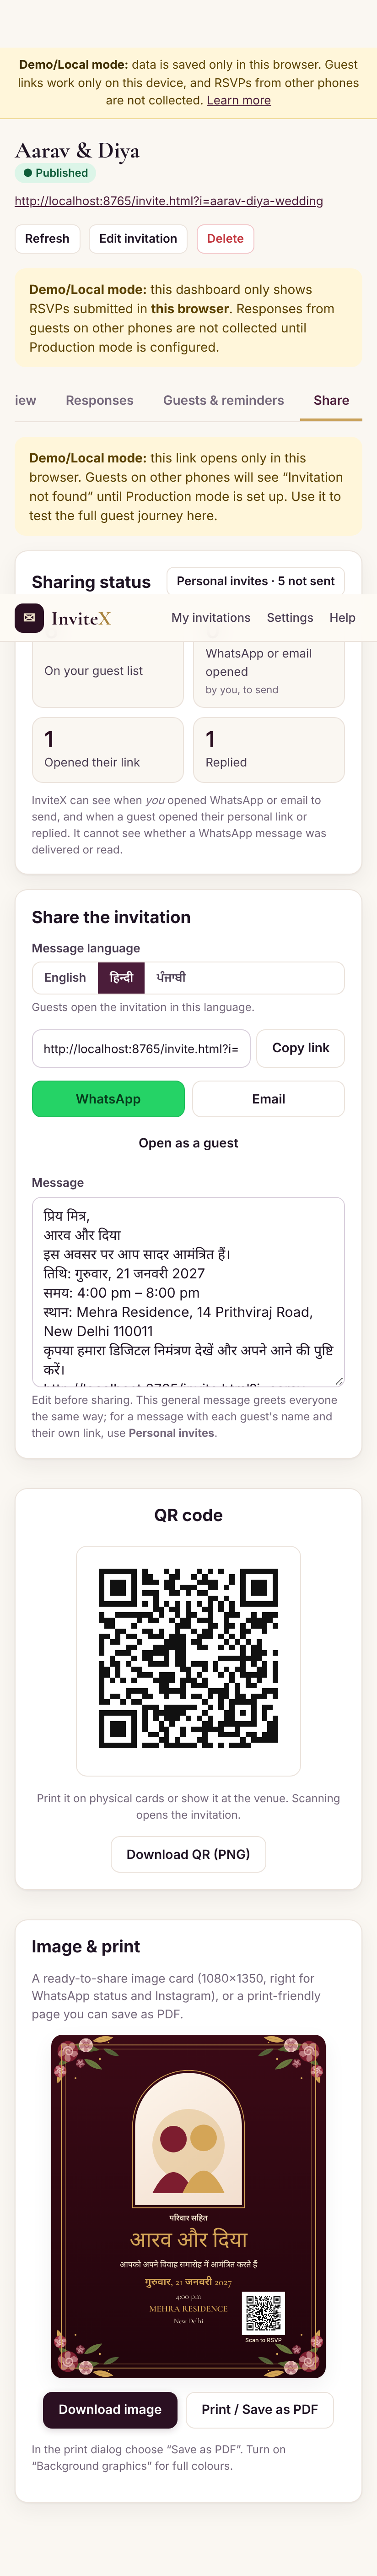 Demo/Local mode: data is saved only in this browser. Guest
links work only on this device, and RSVPs from other phones
are not collected. Learn more
Aarav & Diya
● Published
http://localhost:8765/invite.html?i=aarav-diya-wedding
Refresh
Edit invitation
Delete
Demo/Local mode: this dashboard only shows
RSVPs submitted in this browser. Responses from
guests on other phones are not collected until
Production mode is configured.
iew
Responses
Guests & reminders
Share
Demo/Local mode: this link opens only in this
browser. Guests on other phones will see “Invitation
not found” until Production mode is set up. Use it to
test the full guest journey here.
Sharing status
Personal invites · 5 not sent
InviteX
My invitations
Settings
Help
On your guest list
WhatsApp or email
opened
by you, to send
1
Opened their link
1
Replied
InviteX can see when you opened WhatsApp or email to
send, and when a guest opened their personal link or
replied. It cannot see whether a WhatsApp message was
delivered or read.
Share the invitation
Message language
English
हिन्दी
ਪੰਜਾਬੀ
Guests open the invitation in this language.
http://localhost:8765/invite.html?i=
Copy link
WhatsApp
Email
Open as a guest
Message
प्रिय मित्र,
आरव और दिया
इस अवसर पर आप सादर आमंत्रित हैं।
तिथि: गुरुवार, 21 जनवरी 2027
समय: 4:00 pm – 8:00 pm
स्थान: Mehra Residence, 14 Prithviraj Road,
New Delhi 110011
कृपया हमारा डिजिटल निमंत्रण देखें और अपने आने की पुष्टि
करें।
Edit before sharing. This general message greets everyone
the same way; for a message with each guest's name and
their own link, use Personal invites.
QR code
Print it on physical cards or show it at the venue. Scanning
opens the invitation.
Download QR (PNG)
Image & print
A ready-to-share image card (1080×1350, right for
WhatsApp status and Instagram), or a print-friendly
page you can save as PDF.
परिवार सहित
आरव और दिया
आपको अपने विवाह समारोह में आमंत्रित करते हैं
गुरुवार, 21 जनवरी 2027
4:00 pm
MEHRA RESIDENCE
New Delhi
Scan to RSVP
Download image
Print / Save as PDF
In the print dialog choose “Save as PDF”. Turn on
“Background graphics” for full colours.